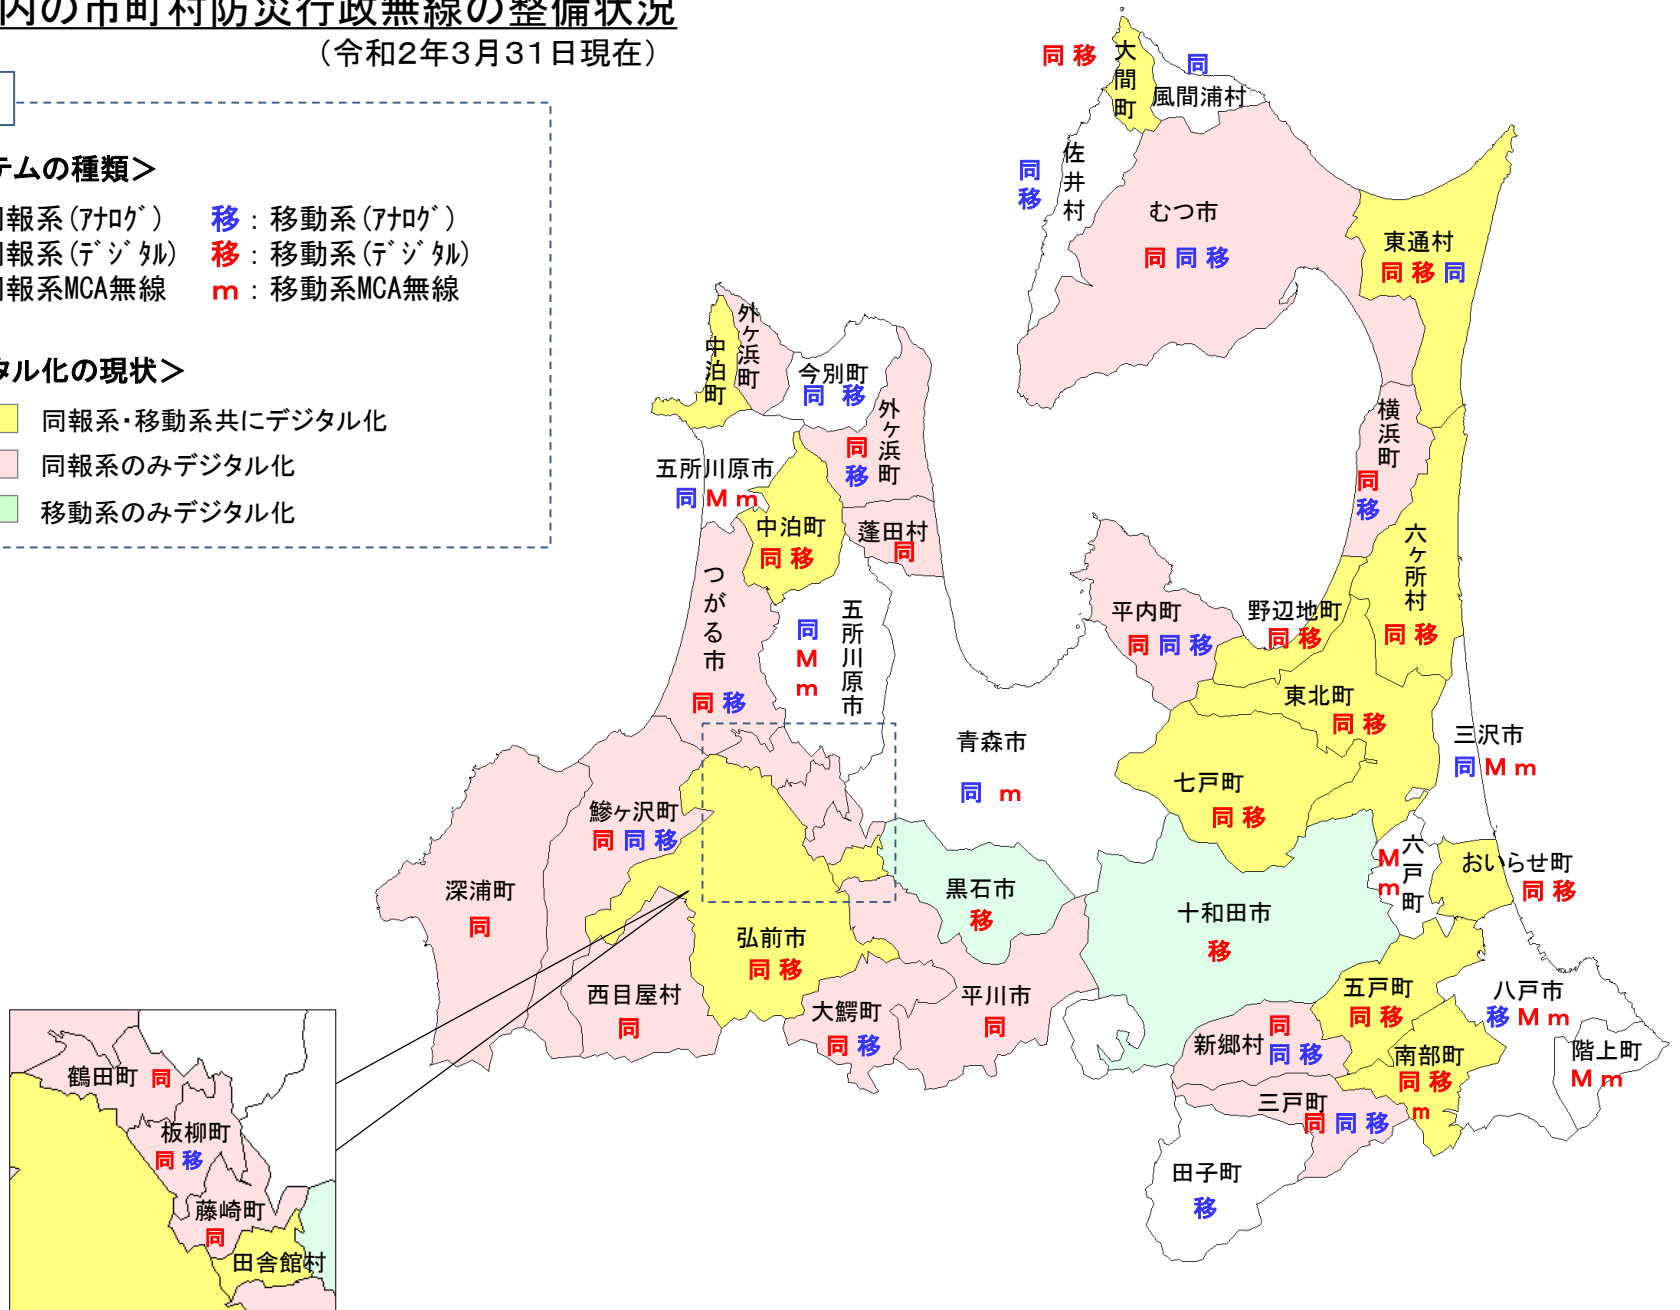 内の市町村防災行政無線の整備状況
（令和2年3月31日現在）
テムの種類＞
同報系(ｱﾅﾛｸﾞ) 移：移動系(ｱﾅﾛｸﾞ)
同報系(ﾃﾞｼﾞﾀﾙ) 移：移動系(ﾃﾞｼﾞﾀﾙ)
同報系MCA無線 m：移動系MCA無線
タル化の現状＞
同報系・移動系共にデジタル化
同報系のみデジタル化
移動系のみデジタル化
大間町
同 移
風間浦村
同
佐井村
同
移
むつ市
同 同 移
東通村
同 移 同
外ヶ浜町
中泊町
今別町
同 移
外ヶ浜町
同
移
五所川原市
同 M m
中泊町
同 移
蓬田村
同
横浜町
同
移
六ヶ所村
同 移
つがる市
同 移
五所川原市
同
M
m
平内町
同 同 移
野辺地町
同 移
東北町
同 移
青森市
同 m
三沢市
同 M m
七戸町
同 移
鰺ヶ沢町
同 同 移
六戸町
M
m
おいらせ町
同 移
深浦町
同
黒石市
移
十和田市
移
弘前市
同 移
西目屋村
同
大鰐町
同 移
平川市
同
五戸町
同 移
八戸市
移 M m
新郷村
同
同 移
南部町
同 移
m
階上町
M m
三戸町
同 同 移
田子町
移
鶴田町 同
板柳町
同 移
藤崎町
同
田舎館村